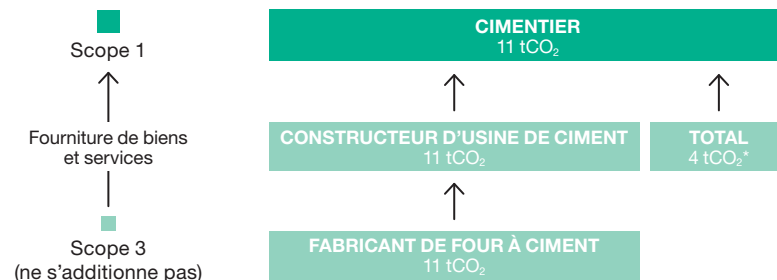 Scope 1
CIMENTIER
11 tCO₂
Fourniture de biens
et services
CONSTRUCTEUR D'USINE DE CIMENT
11 tCO₂
TOTAL
4 tCO₂*
Scope 3
(ne s'additionne pas)
FABRICANT DE FOUR À CIMENT
11 tCO₂